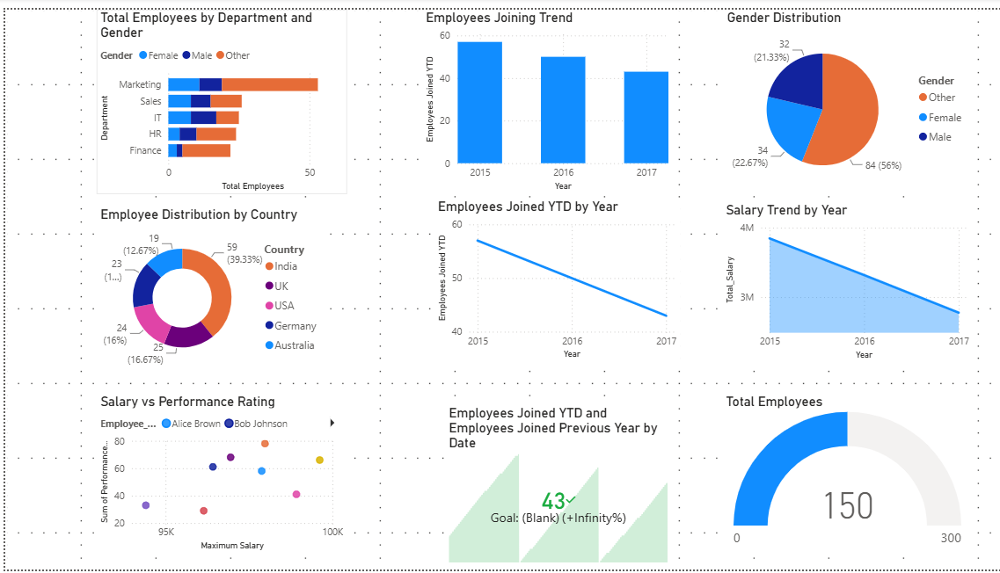 Total Employees by Department and
Gender
Gender Female Male Other
Department
Marketing
Sales
IT
HR
Finance
0 50
Total Employees
Employees Joining Trend
Employees Joined YTD
60
40
20
0
2015 2016 2017
Year
Gender Distribution
32
(21.33%)
34
(22.67%)
84 (56%)
Gender
Other
Female
Male
Employee Distribution by Country
19
(12.67%)
59
(39.33%)
23
(1...)
24
(16%)
25
(16.67%)
Country
India
UK
USA
Germany
Australia
Employees Joined YTD by Year
Employees Joined YTD
60
50
40
2015 2016 2017
Year
Salary Trend by Year
Total_Salary
4M
3M
2015 2016 2017
Year
Salary vs Performance Rating
Employee_... Alice Brown Bob Johnson
Sum of Performance...
80
60
40
20
95K 100K
Maximum Salary
Employees Joined YTD and
Employees Joined Previous Year by
Date
43
Goal: (Blank) (+Infinity%)
Total Employees
150
0 300